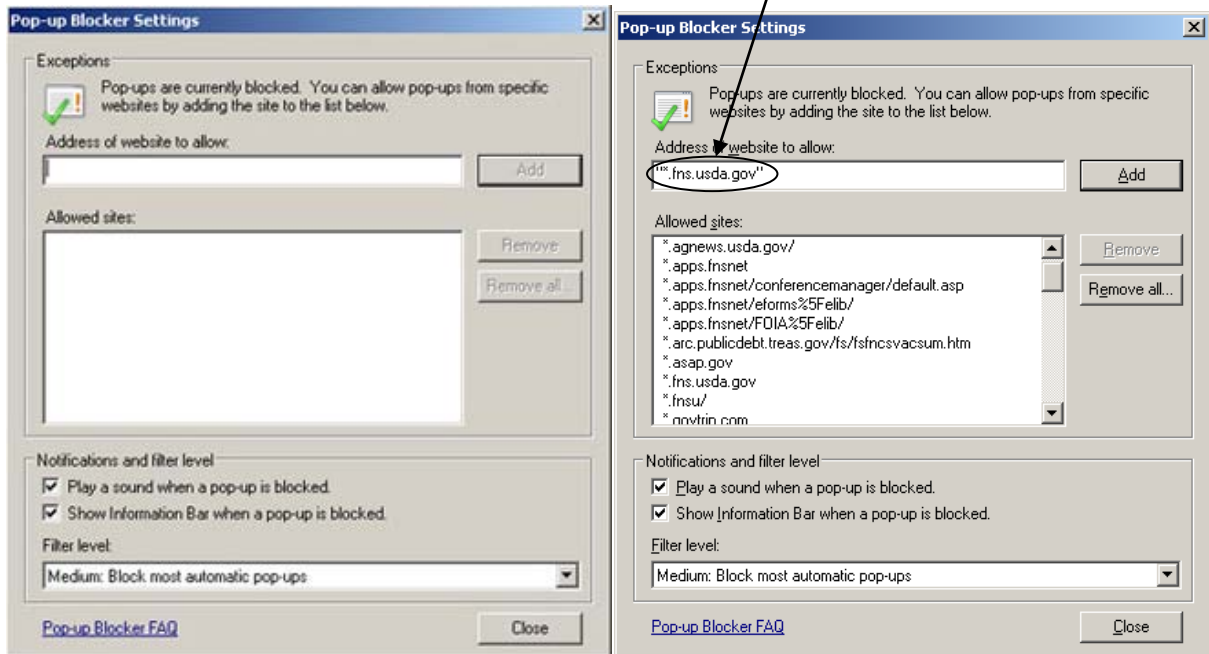 Pop-up Blocker Settings
Exceptions
Pop-ups are currently blocked. You can allow pop-ups from specific
websites by adding the site to the list below.
Address of website to allow:
Add
Allowed sites:
Remove
Remove all...
Notifications and filter level
Play a sound when a pop-up is blocked.
Show Information Bar when a pop-up is blocked.
Filter level:
Medium: Block most automatic pop-ups
Pop-up Blocker FAQ
Close
Pop-up Blocker Settings
Exceptions
Pop-ups are currently blocked. You can allow pop-ups from specific
websites by adding the site to the list below.
Address of website to allow:
"*.fns.usda.gov"
Add
Allowed sites:
*.agnews.usda.gov/
*.apps.fnsnet
*.apps.fnsnet/conferencemanager/default.asp
*.apps.fnsnet/eforms%5Felib/
*.apps.fnsnet/FOIA%5Felib/
*.arc.publicdebt.treas.gov/fs/fsfncsvacsum.htm
*.asap.gov
*.fns.usda.gov
*.fnsu/
*.govtrip.com
Remove
Remove all...
Notifications and filter level
Play a sound when a pop-up is blocked.
Show Information Bar when a pop-up is blocked.
Filter level:
Medium: Block most automatic pop-ups
Pop-up Blocker FAQ
Close